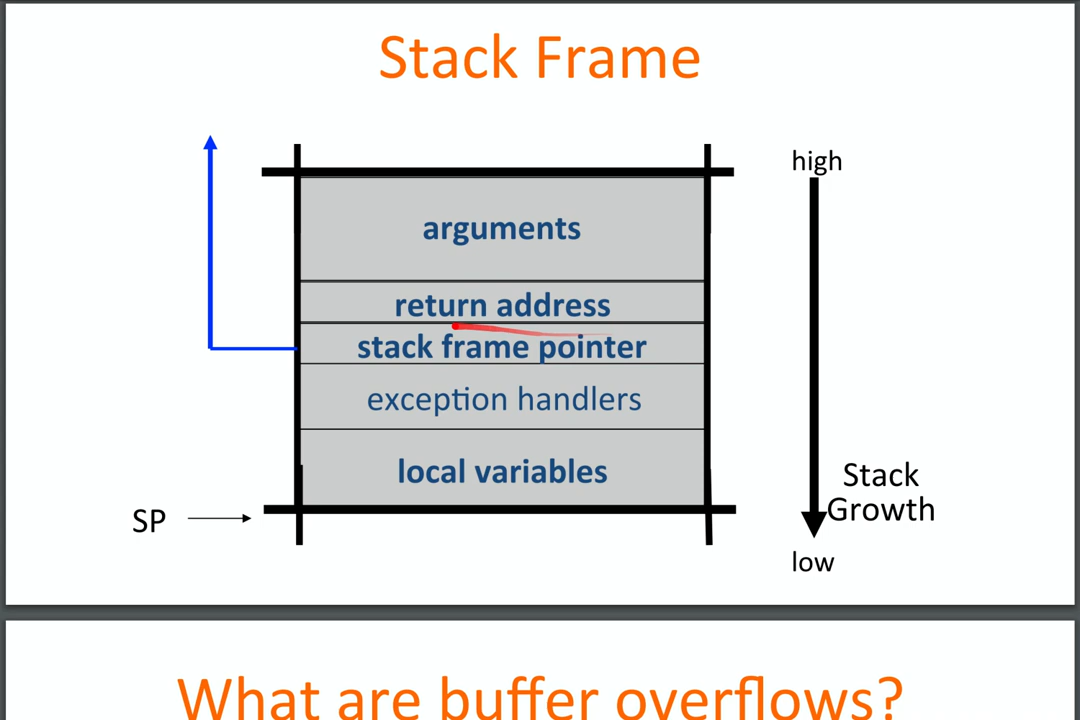 Stack Frame
high
arguments
return address
stack frame pointer
exception handlers
local variables
Stack
Growth
SP
low
What are buffer overflows?